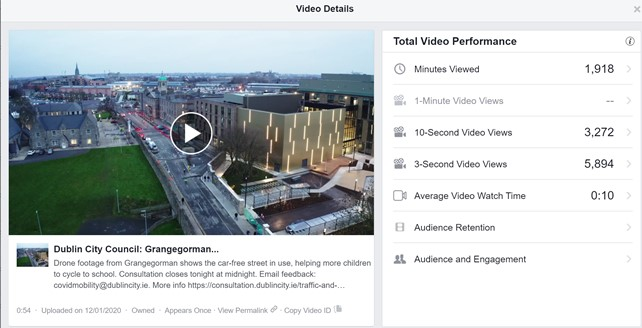 Video Details
Total Video Performance
Minutes Viewed 1,918
1-Minute Video Views --
10-Second Video Views 3,272
3-Second Video Views 5,894
Average Video Watch Time 0:10
Audience Retention
Audience and Engagement
Dublin City Council: Grangegorman...
Drone footage from Grangegorman shows the car-free street in use, helping more children
to cycle to school. Consultation closes tonight at midnight. Email feedback:
covidmobility@dublincity.ie. More info https://consultation.dublincity.ie/traffic-and-...
0:54 · Uploaded on 12/01/2020 · Owned · Appears Once · View Permalink · Copy Video ID